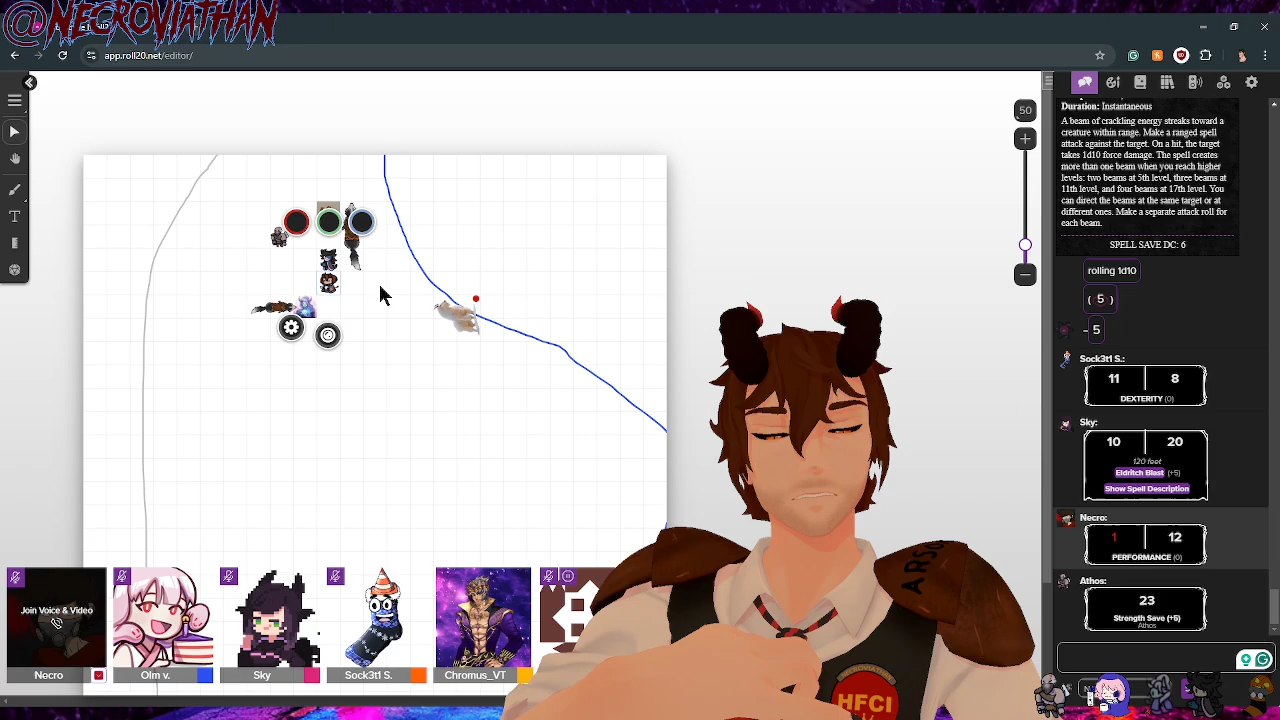 @NECROVIATHAN
app.roll20.net/editor/
50
Duration: Instantaneous
A beam of crackling energy streaks toward a
creature within range. Make a ranged spell
attack against the target. On a hit, the target
takes 1d10 force damage. The spell creates
more than one beam when you reach higher
levels: two beams at 5th level, three beams at
11th level, and four beams at 17th level. You
can direct the beams at the same target or at
different ones. Make a separate attack roll for
each beam.
SPELL SAVE DC: 6
rolling 1d10
( 5 )
5
Sock3t1 S.:
11 8
DEXTERITY (0)
Sky:
10 20
120 feet
Eldritch Blast (+5)
Show Spell Description
Necro:
1 12
PERFORMANCE (0)
Athos:
23
Strength Save (+5)
Athos
Join Voice & Video
Necro
Olm v.
Sky
Sock3t1 S.
Chromus_VT
ARSO
NECROVIATHAN
HFCI